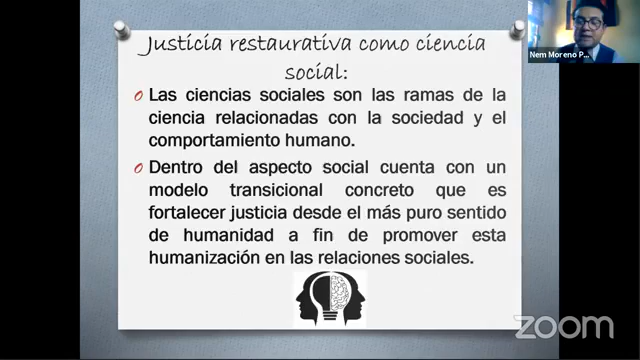 Justicia restaurativa como ciencia
social:
Las ciencias sociales son las ramas de la
ciencia relacionadas con la sociedad y el
comportamiento humano.
Dentro del aspecto social cuenta con un
modelo transicional concreto que es
fortalecer justicia desde el más puro sentido
de humanidad a fin de promover esta
humanización en las relaciones sociales.
Nem Moreno P...
zoom